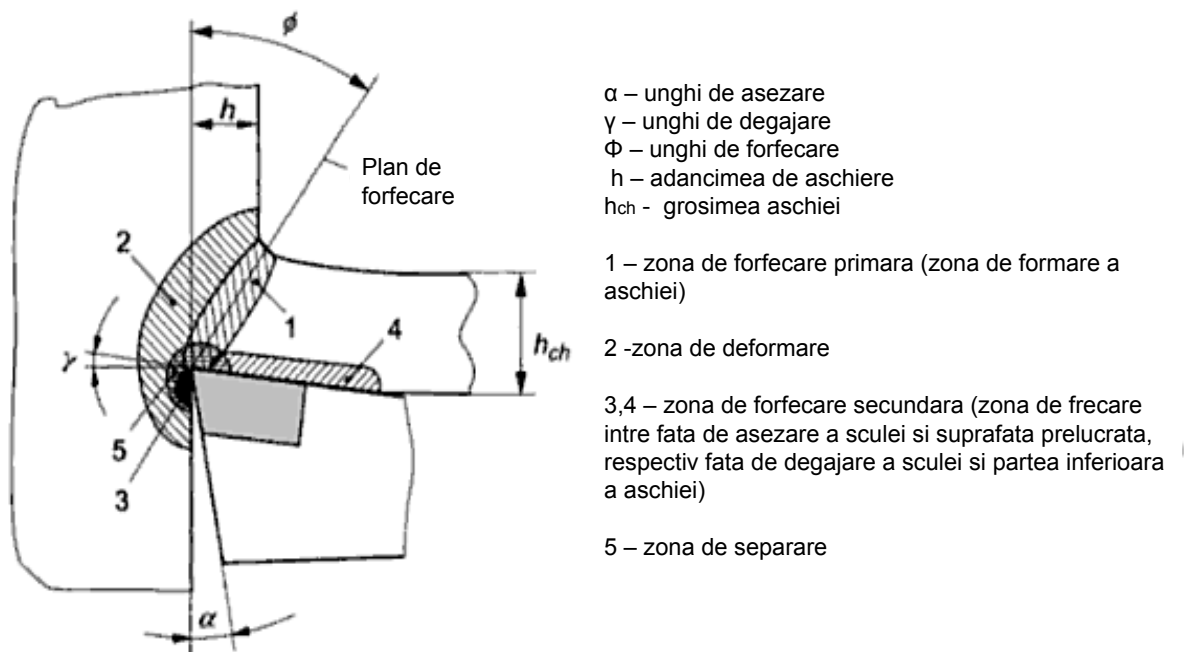 ϕ
h
Plan de
forfecare
2
1
4
hch
γ
5
3
α
α – unghi de asezare
γ – unghi de degajare
Φ – unghi de forfecare
h – adancimea de aschiere
hch - grosimea aschiei
1 – zona de forfecare primara (zona de formare a
aschiei)
2 -zona de deformare
3,4 – zona de forfecare secundara (zona de frecare
intre fata de asezare a sculei si suprafata prelucrata,
respectiv fata de degajare a sculei si partea inferioara
a aschiei)
5 – zona de separare